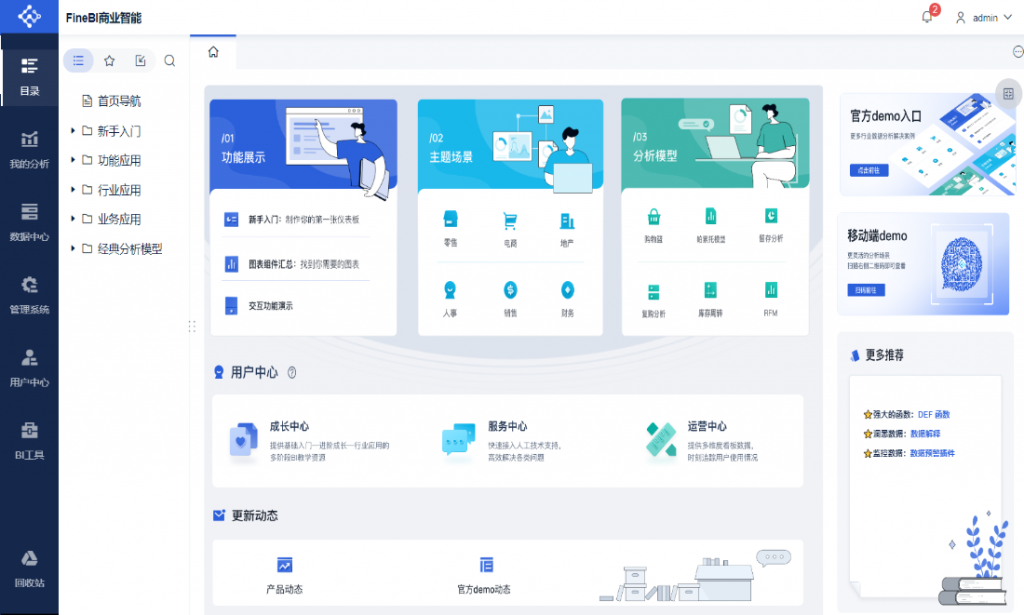 FineBI商业智能
2
admin
目录
我的分析
数据中心
管理系统
用户中心
BI工具
回收站
首页导航
新手入门
功能应用
行业应用
业务应用
经典分析模型
/01
功能展示
新手入门：制作你的第一张仪表板
图表组件汇总：找到你需要的图表
交互功能演示
/02
主题场景
零售
电商
地产
人事
销售
财务
/03
分析模型
购物篮
帕累托模型
留存分析
复购分析
库存周转
RFM
用户中心
成长中心
提供基础入门—进阶成长—行业应用的
多阶段BI教学资源
服务中心
快速接入人工技术支持，
高效解决各类问题
运营中心
提供多维度看板数据，
时刻追踪用户使用情况
更新动态
产品动态
官方demo动态
官方demo入口
更多行业数据分析解决案例
点击前往
移动端demo
更灵活的分析场景
扫描右侧二维码即可查看
扫码前往
更多推荐
强大的函数：DEF 函数
洞悉数据：数据解释
监控数据：数据预警插件